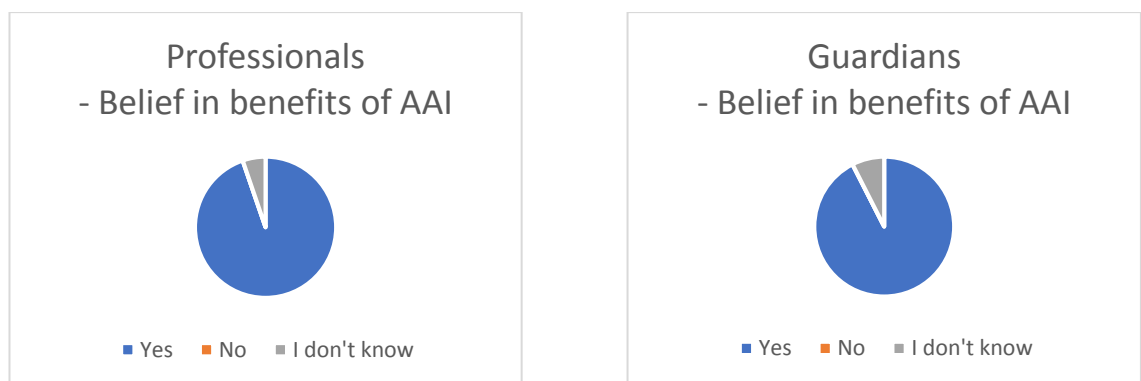 Professionals
- Belief in benefits of AAI
Yes No I don't know
Guardians
- Belief in benefits of AAI
Yes No I don't know